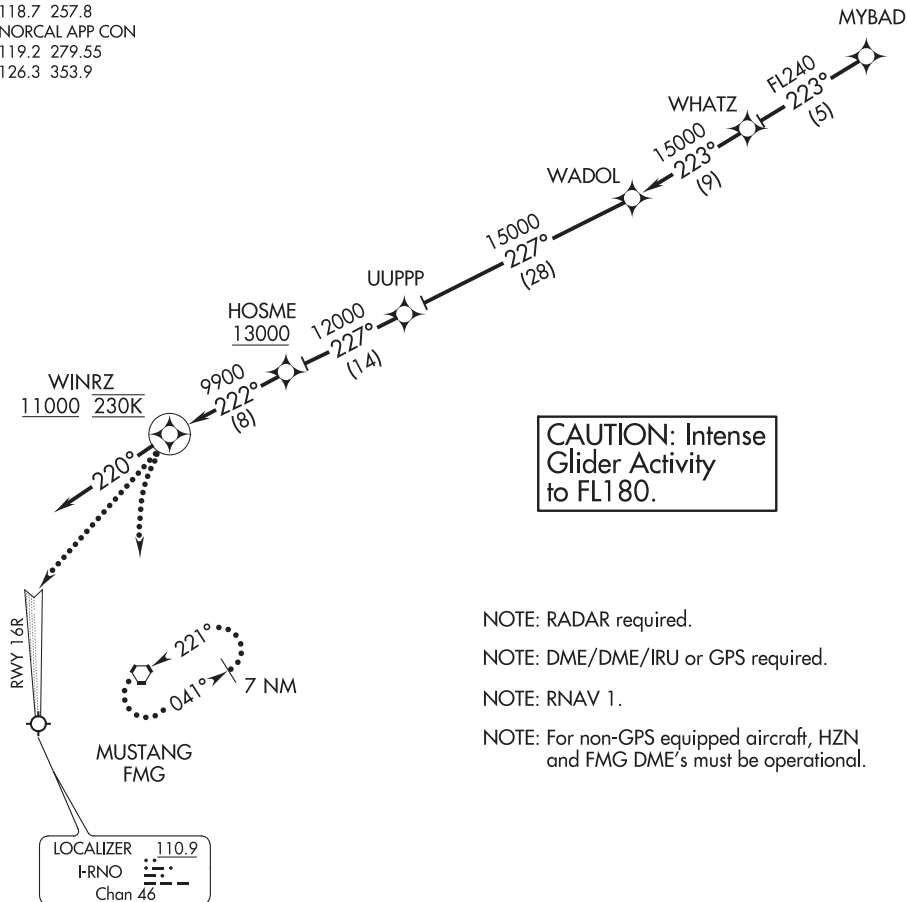 118.7 257.8
NORCAL APP CON
119.2 279.55
126.3 353.9
MYBAD
FL240
223°
(5)
WHATZ
15000
223°
(9)
WADOL
15000
227°
(28)
UUPPP
12000
227°
(14)
HOSME
13000
9900
222°
(8)
WINRZ
11000 230K
220°
CAUTION: Intense
Glider Activity
to FL180.
RWY 16R
221°
041°
7 NM
MUSTANG
FMG
NOTE: RADAR required.
NOTE: DME/DME/IRU or GPS required.
NOTE: RNAV 1.
NOTE: For non-GPS equipped aircraft, HZN
and FMG DME's must be operational.
LOCALIZER 110.9
I-RNO
Chan 46